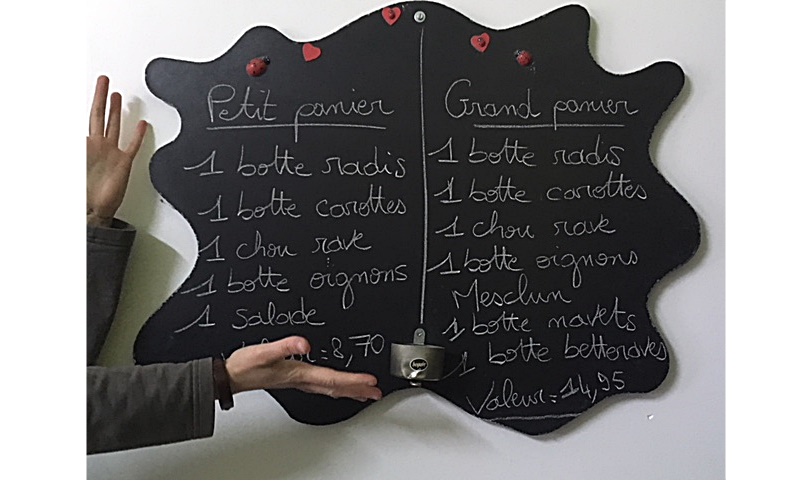 Petit panier
1 botte radis
1 botte carottes
1 chou rave
1 botte oignons
1 salade
Valeur=8,70
Grand panier
1 botte radis
1 botte carottes
1 chou rave
1 botte oignons
Mesclun
1 botte navets
1 botte betteraves
Valeur=14,95